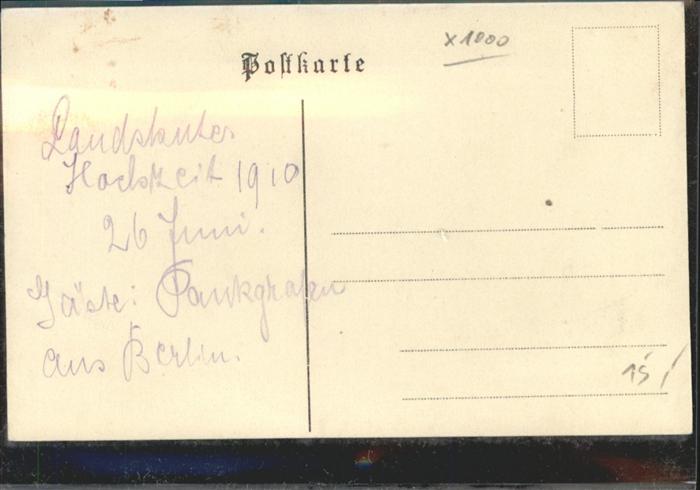 Postkarte
x1000
Landshuter
Hochzeit 1910
26 Juni.
Gäste: Pankgrafen
aus Berlin.
15/